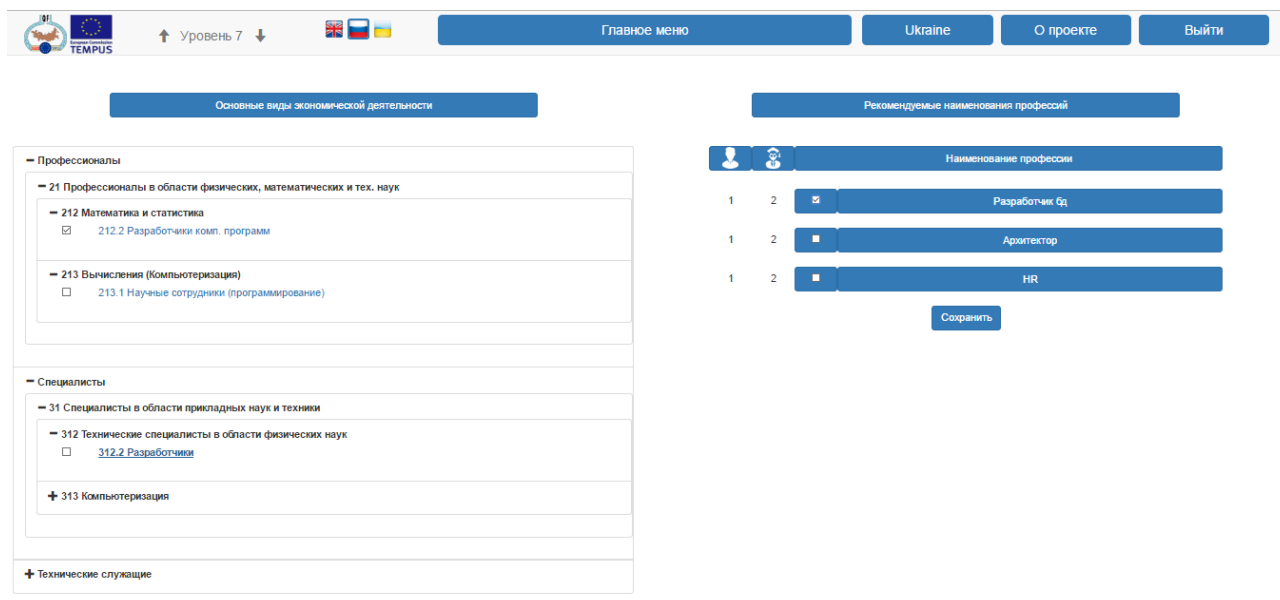 IQF
European Commission
TEMPUS
Уровень 7
Главное меню
Ukraine
О проекте
Выйти
Основные виды экономической деятельности
Рекомендуемые наименования профессий
Профессионалы
21 Профессионалы в области физических, математических и тех. наук
212 Математика и статистика
212.2 Разработчики комп. программ
213 Вычисления (Компьютеризация)
213.1 Научные сотрудники (программирование)
Специалисты
31 Специалисты в области прикладных наук и техники
312 Технические специалисты в области физических наук
312.2 Разработчики
313 Компьютеризация
Технические служащие
Наименование профессии
1 2 Разработчик бд
1 2 Архитектор
1 2 HR
Сохранить